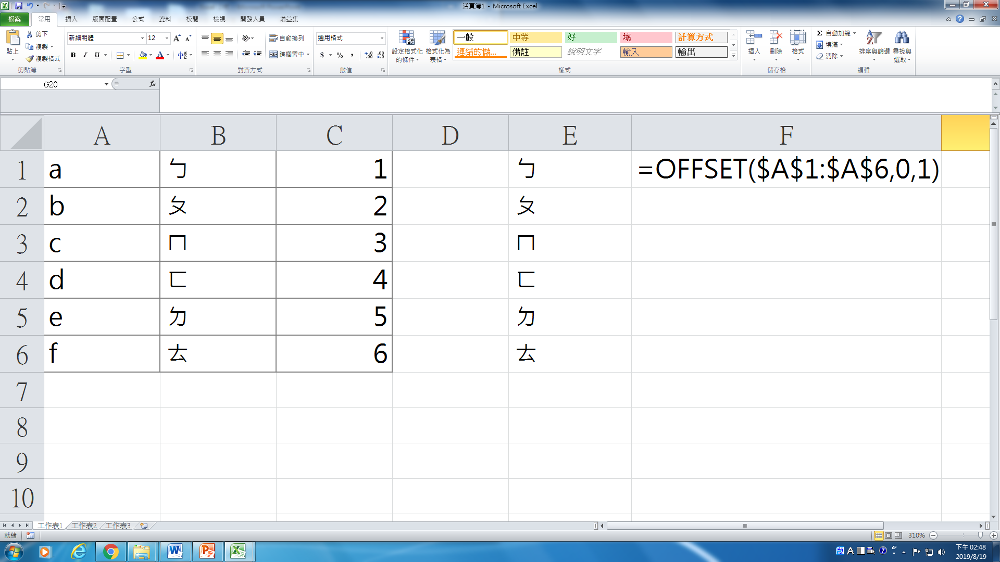 活頁簿1 - Microsoft Excel
檔案 常用 插入 版面配置 公式 資料 校閱 檢視 開發人員 增益集
貼上 剪下 複製 複製格式 剪貼簿
新細明體 12 B I U 字型
自動換列 跨欄置中 對齊方式
通用格式 $ % , 數值
設定格式化的條件 格式化為表格
一般 中等 好 壞 計算方式
連結的儲... 備註 說明文字 輸入 輸出
樣式
插入 刪除 格式 儲存格
Σ 自動加總 填滿 清除 排序與篩選 尋找與選取 編輯
G20 fx
A B C D E F
1 a ㄅ 1 ㄅ =OFFSET($A$1:$A$6,0,1)
2 b ㄆ 2 ㄆ
3 c ㄇ 3 ㄇ
4 d ㄈ 4 ㄈ
5 e ㄉ 5 ㄉ
6 f ㄊ 6 ㄊ
7
8
9
10
工作表1 工作表2 工作表3
就緒 310%
下午 02:48
2019/8/19